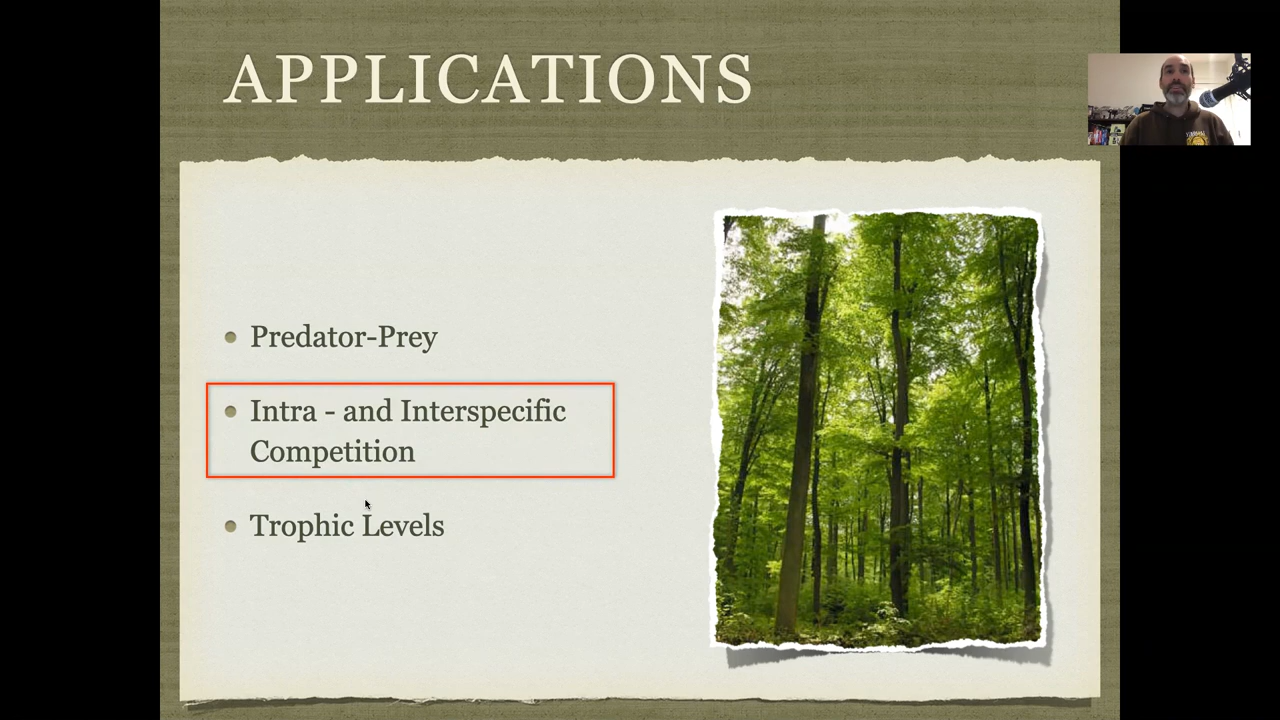 APPLICATIONS
Predator-Prey
Intra - and Interspecific
Competition
Trophic Levels